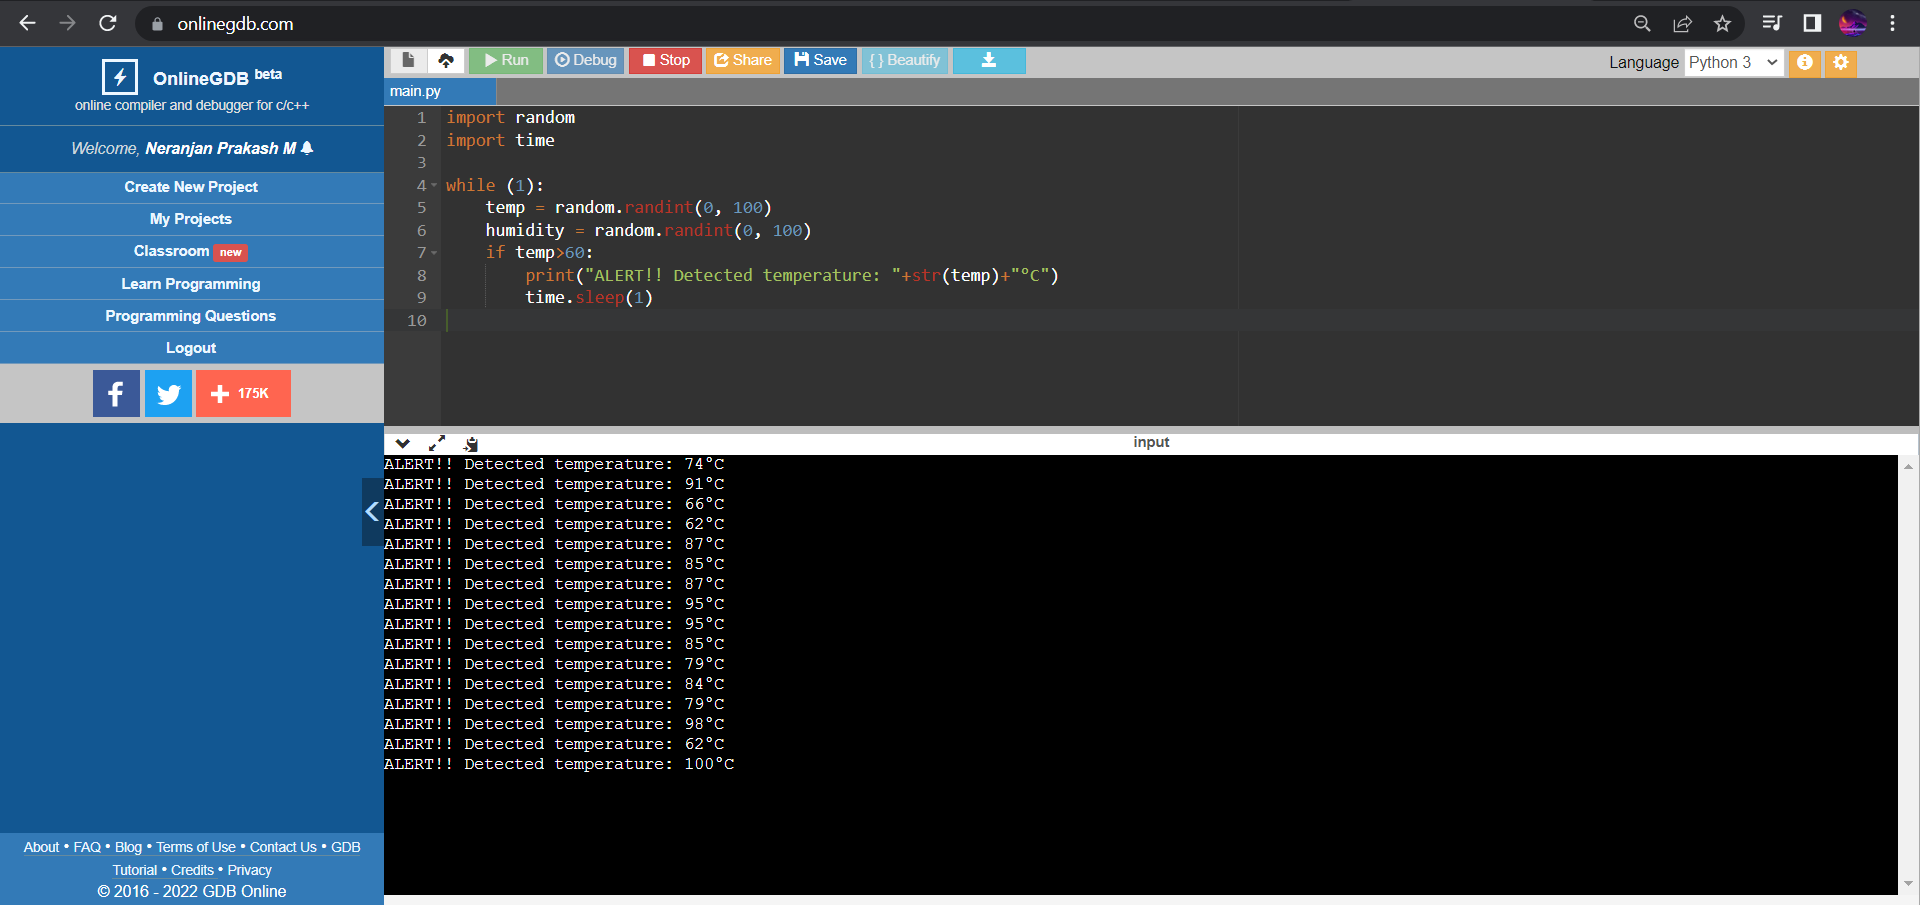 onlinegdb.com
OnlineGDB beta
online compiler and debugger for c/c++
Welcome, Neranjan Prakash M
Create New Project
My Projects
Classroom new
Learn Programming
Programming Questions
Logout
f
175K
About • FAQ • Blog • Terms of Use • Contact Us • GDB
Tutorial • Credits • Privacy
© 2016 - 2022 GDB Online
Run Debug Stop Share Save { } Beautify
Language Python 3
main.py
1 import random
2 import time
3
4 while (1):
5     temp = random.randint(0, 100)
6     humidity = random.randint(0, 100)
7     if temp>60:
8         print("ALERT!! Detected temperature: "+str(temp)+"°C")
9         time.sleep(1)
10
input
ALERT!! Detected temperature: 74°C
ALERT!! Detected temperature: 91°C
ALERT!! Detected temperature: 66°C
ALERT!! Detected temperature: 62°C
ALERT!! Detected temperature: 87°C
ALERT!! Detected temperature: 85°C
ALERT!! Detected temperature: 87°C
ALERT!! Detected temperature: 95°C
ALERT!! Detected temperature: 95°C
ALERT!! Detected temperature: 85°C
ALERT!! Detected temperature: 79°C
ALERT!! Detected temperature: 84°C
ALERT!! Detected temperature: 79°C
ALERT!! Detected temperature: 98°C
ALERT!! Detected temperature: 62°C
ALERT!! Detected temperature: 100°C